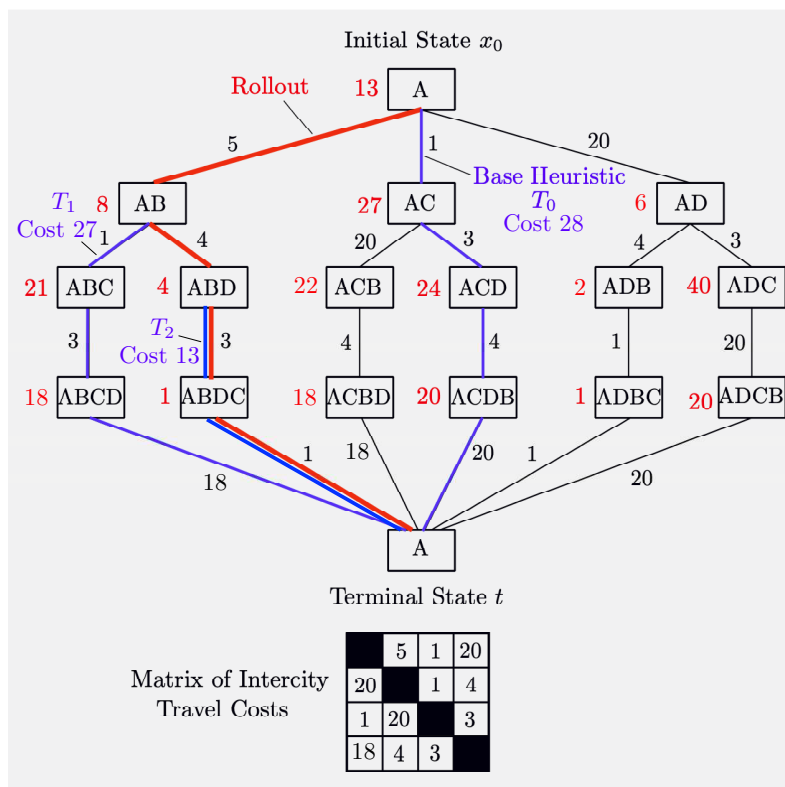 Initial State x₀
13 A
Rollout
5 1 20
Base Heuristic
T₀
Cost 28
T₁
Cost 27
8 AB
27 AC
6 AD
1 4 20 3 4 3
21 ABC
4 ABD
22 ACB
24 ACD
2 ADB
40 ADC
T₂
Cost 13
3 3 4 4 1 20
18 ABCD
1 ABDC
18 ACBD
20 ACDB
1 ADBC
20 ADCB
18 1 18 20 1 20
A
Terminal State t
Matrix of Intercity
Travel Costs
5 1 20
20 1 4
1 20 3
18 4 3